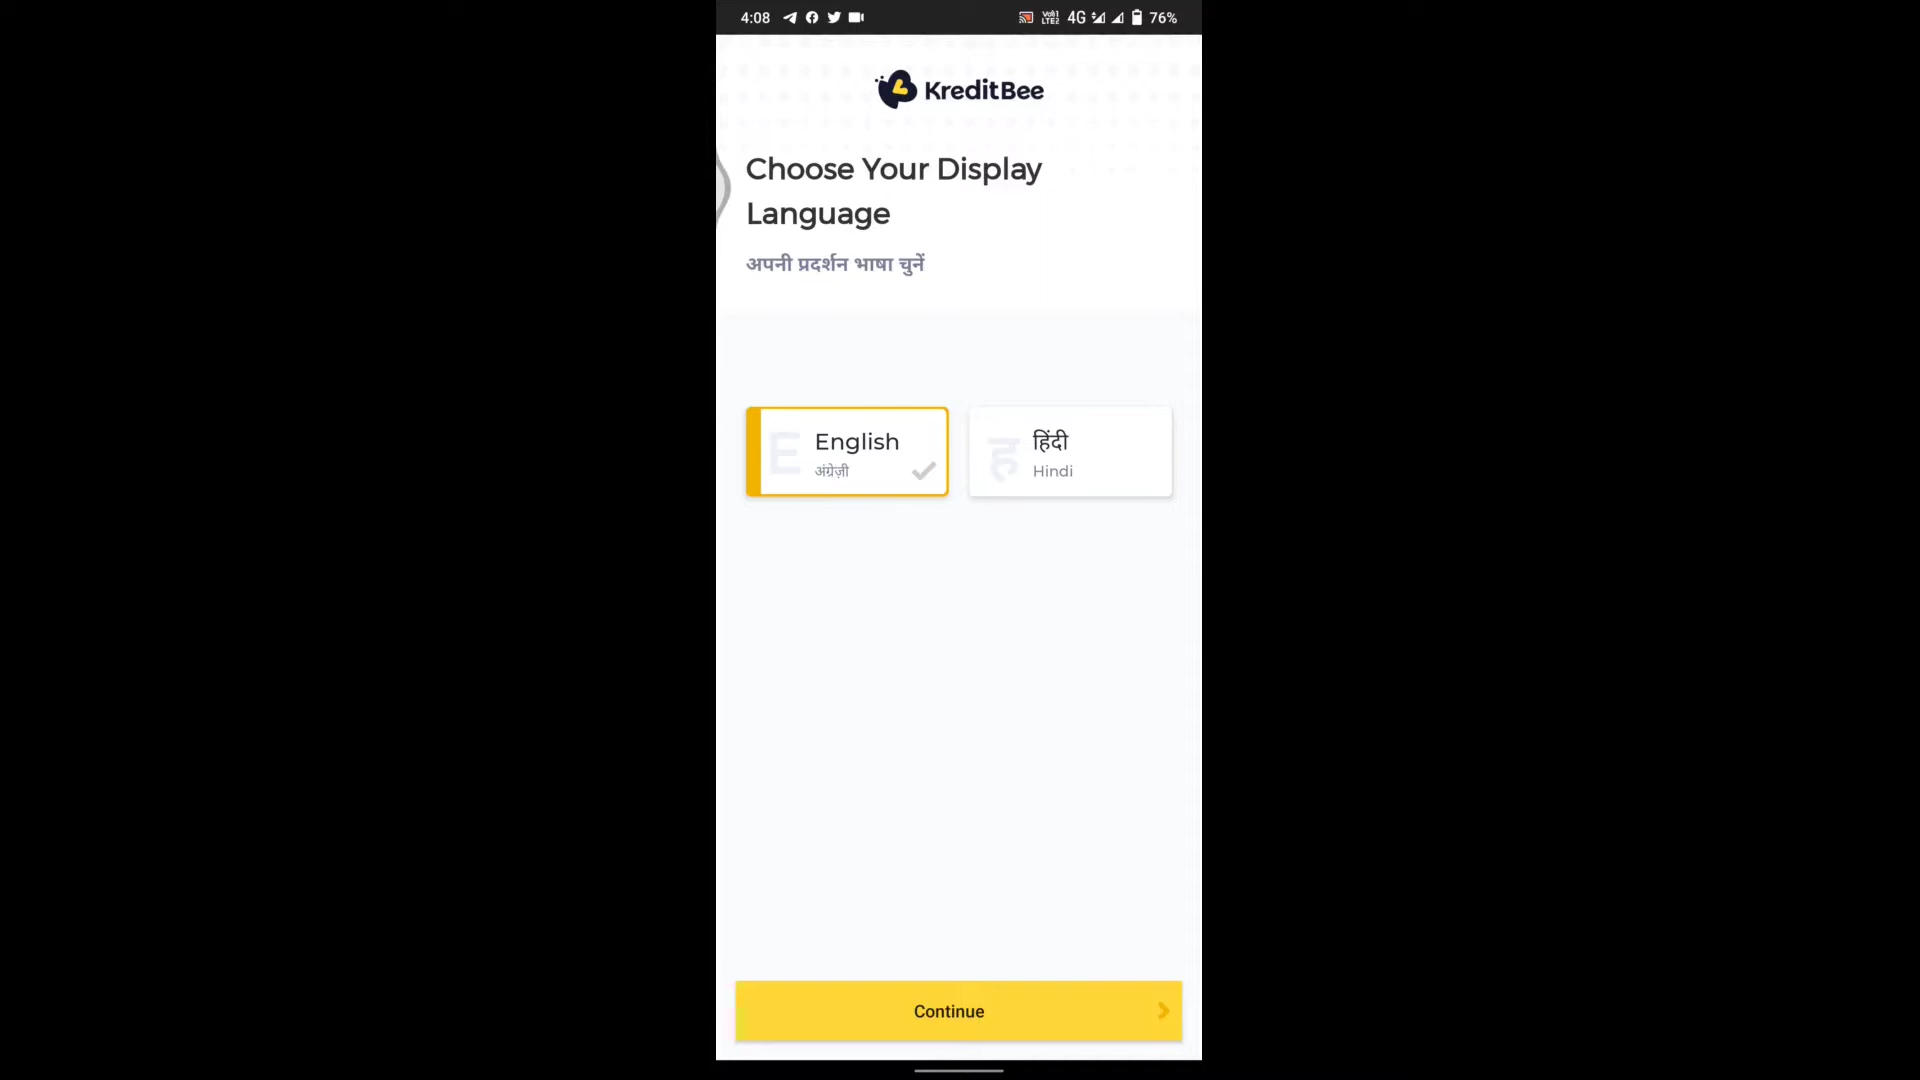 4:08 4G 76%
KreditBee
Choose Your Display
Language
अपनी प्रदर्शन भाषा चुनें
E English
अंग्रेज़ी
ह हिंदी
Hindi
Continue